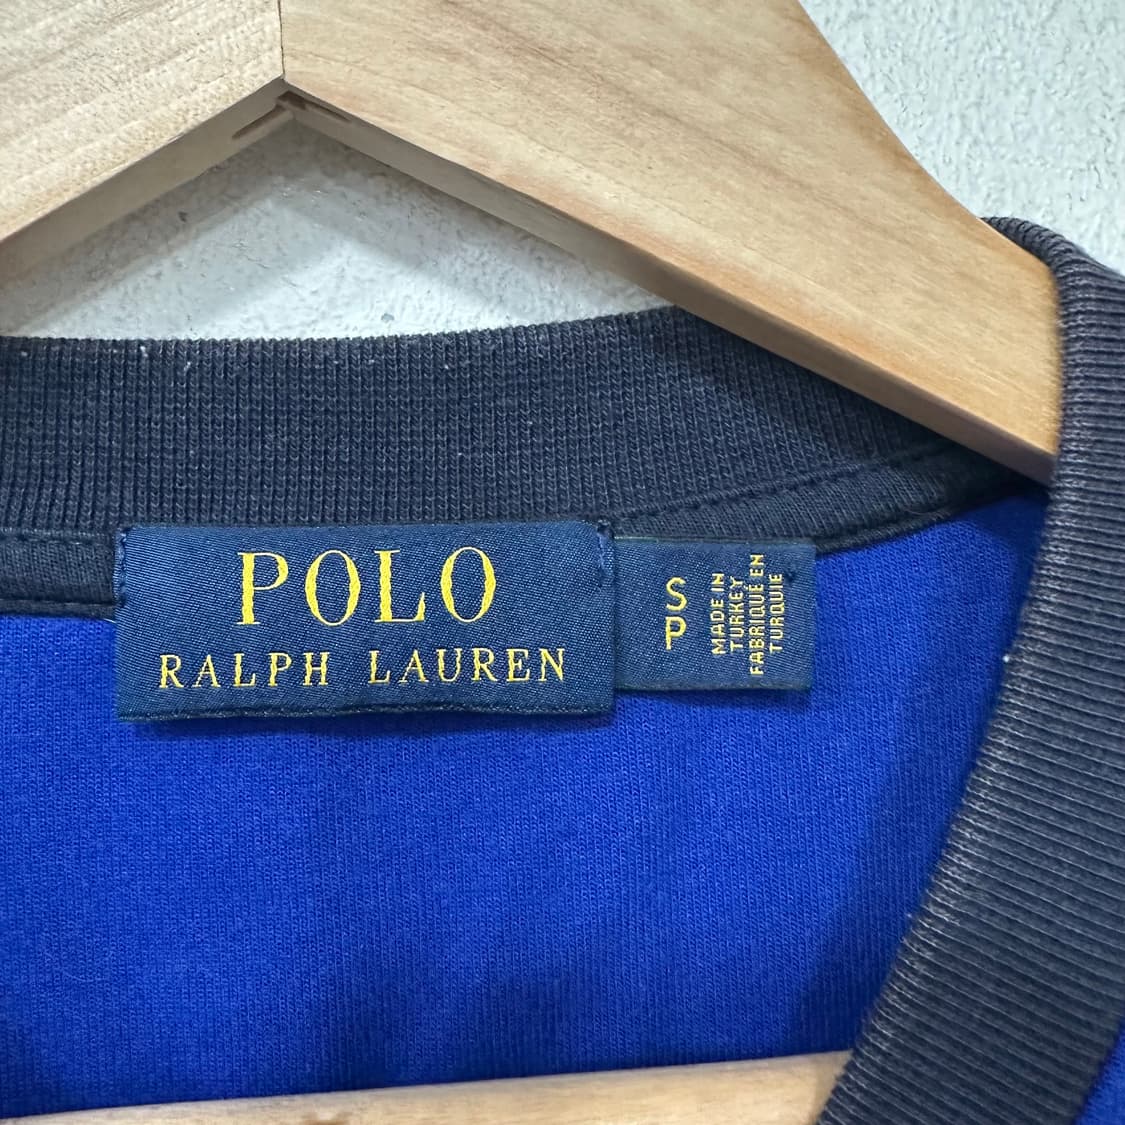 POLO
RALPH LAUREN
S
P
MADE IN
TURKEY
FABRIQUÉ EN
TURQUIE